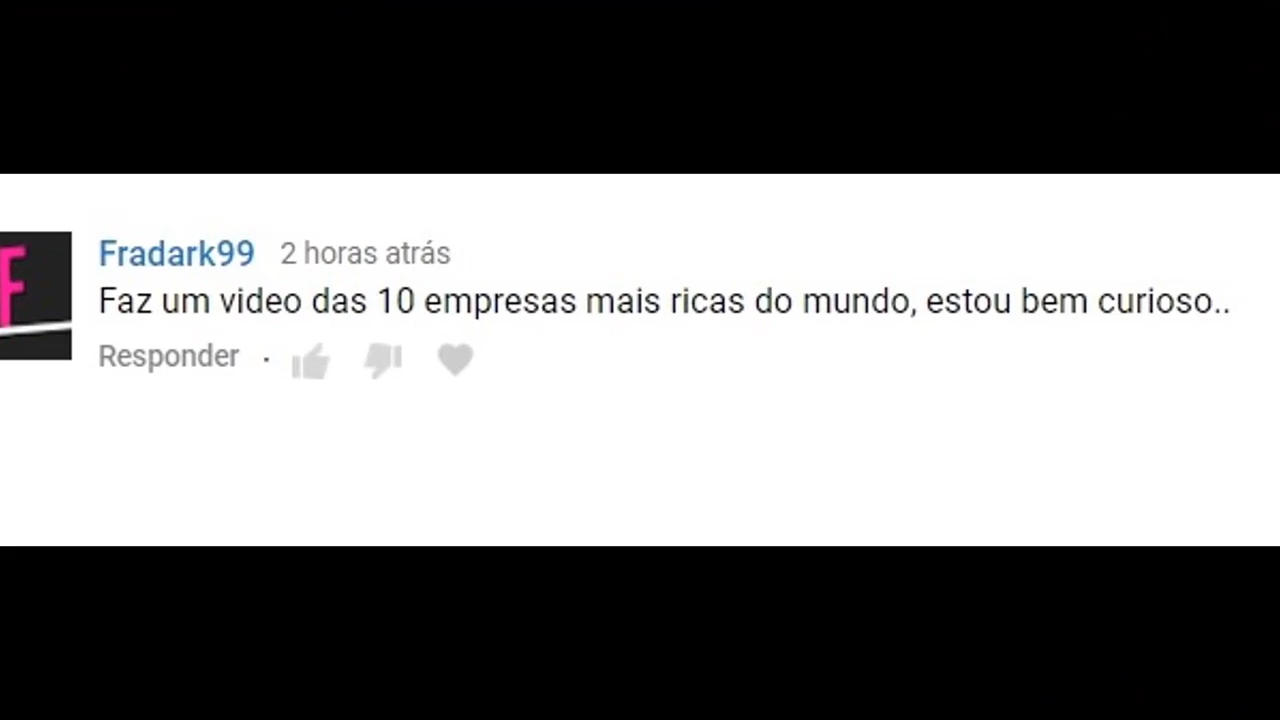 F
Fradark99 2 horas atrás
Faz um video das 10 empresas mais ricas do mundo, estou bem curioso..
Responder ·